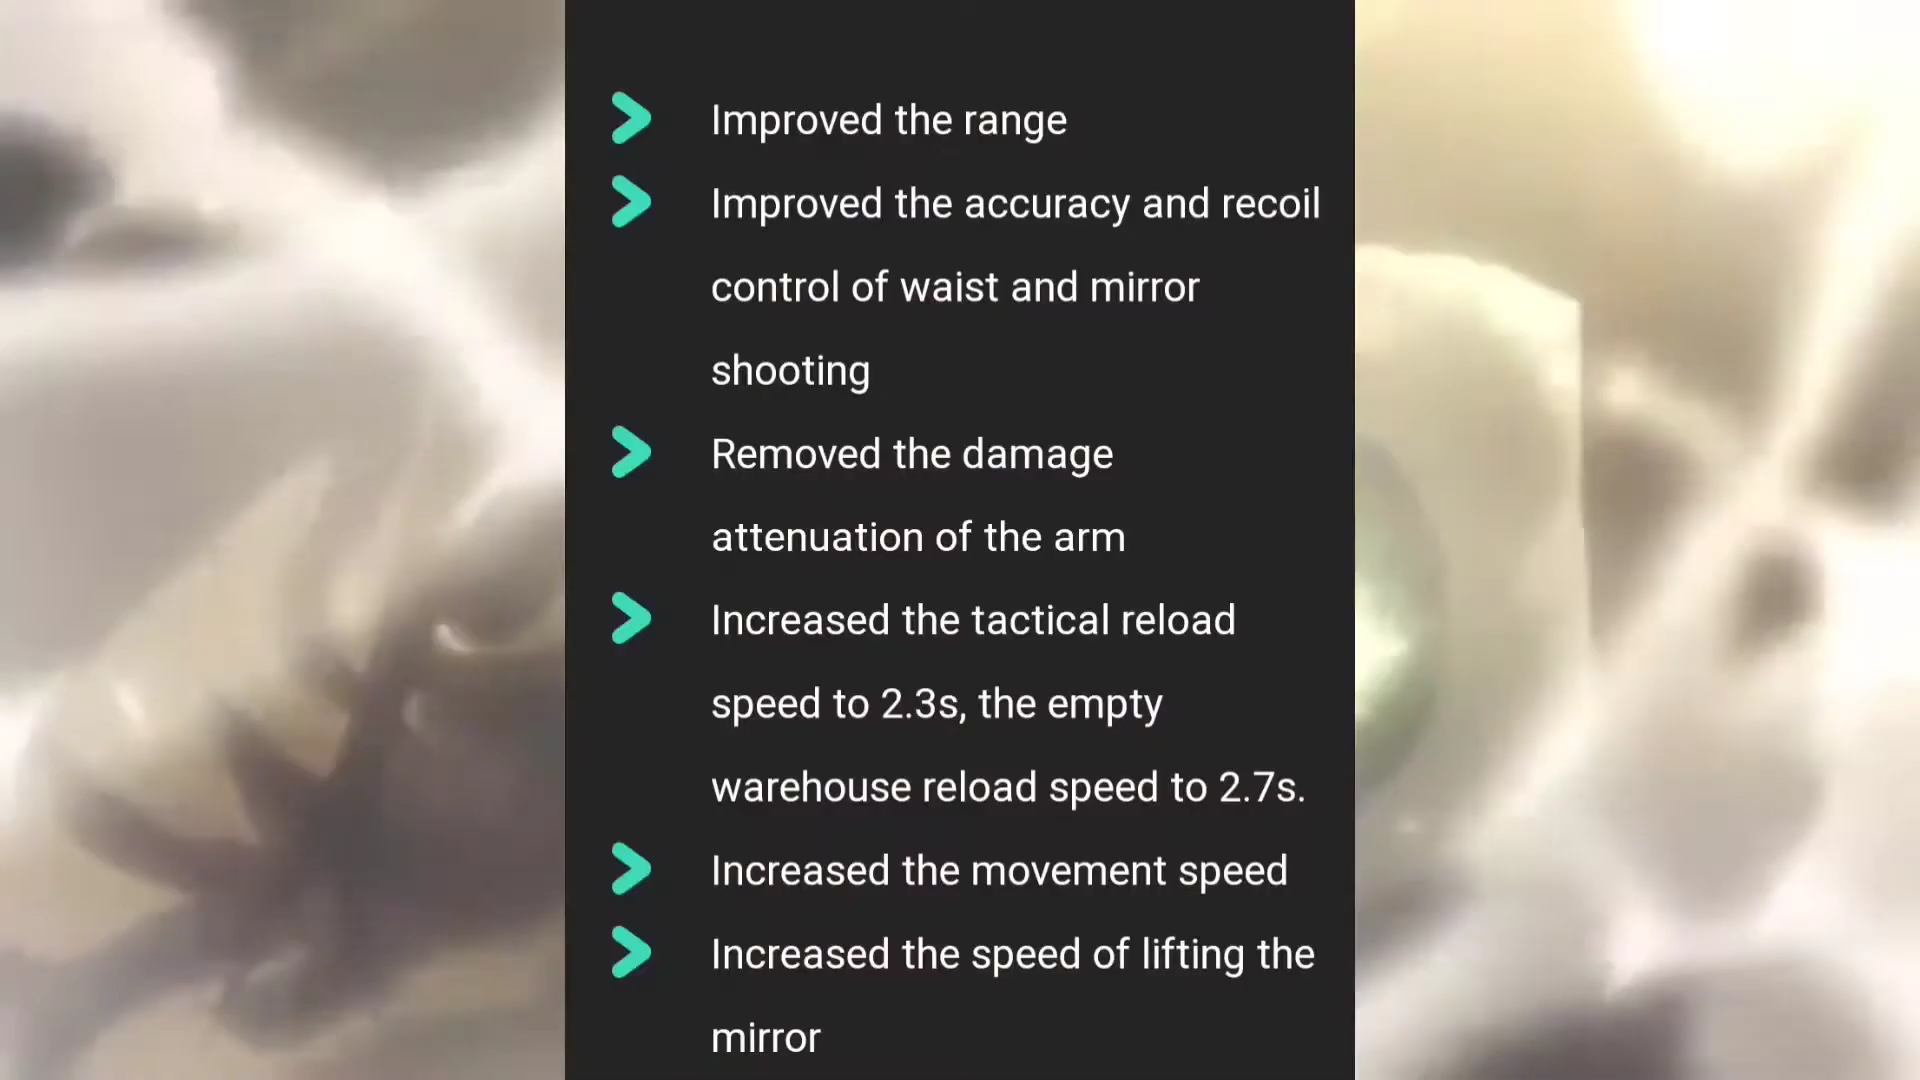 Improved the range
Improved the accuracy and recoil
control of waist and mirror
shooting
Removed the damage
attenuation of the arm
Increased the tactical reload
speed to 2.3s, the empty
warehouse reload speed to 2.7s.
Increased the movement speed
Increased the speed of lifting the
mirror